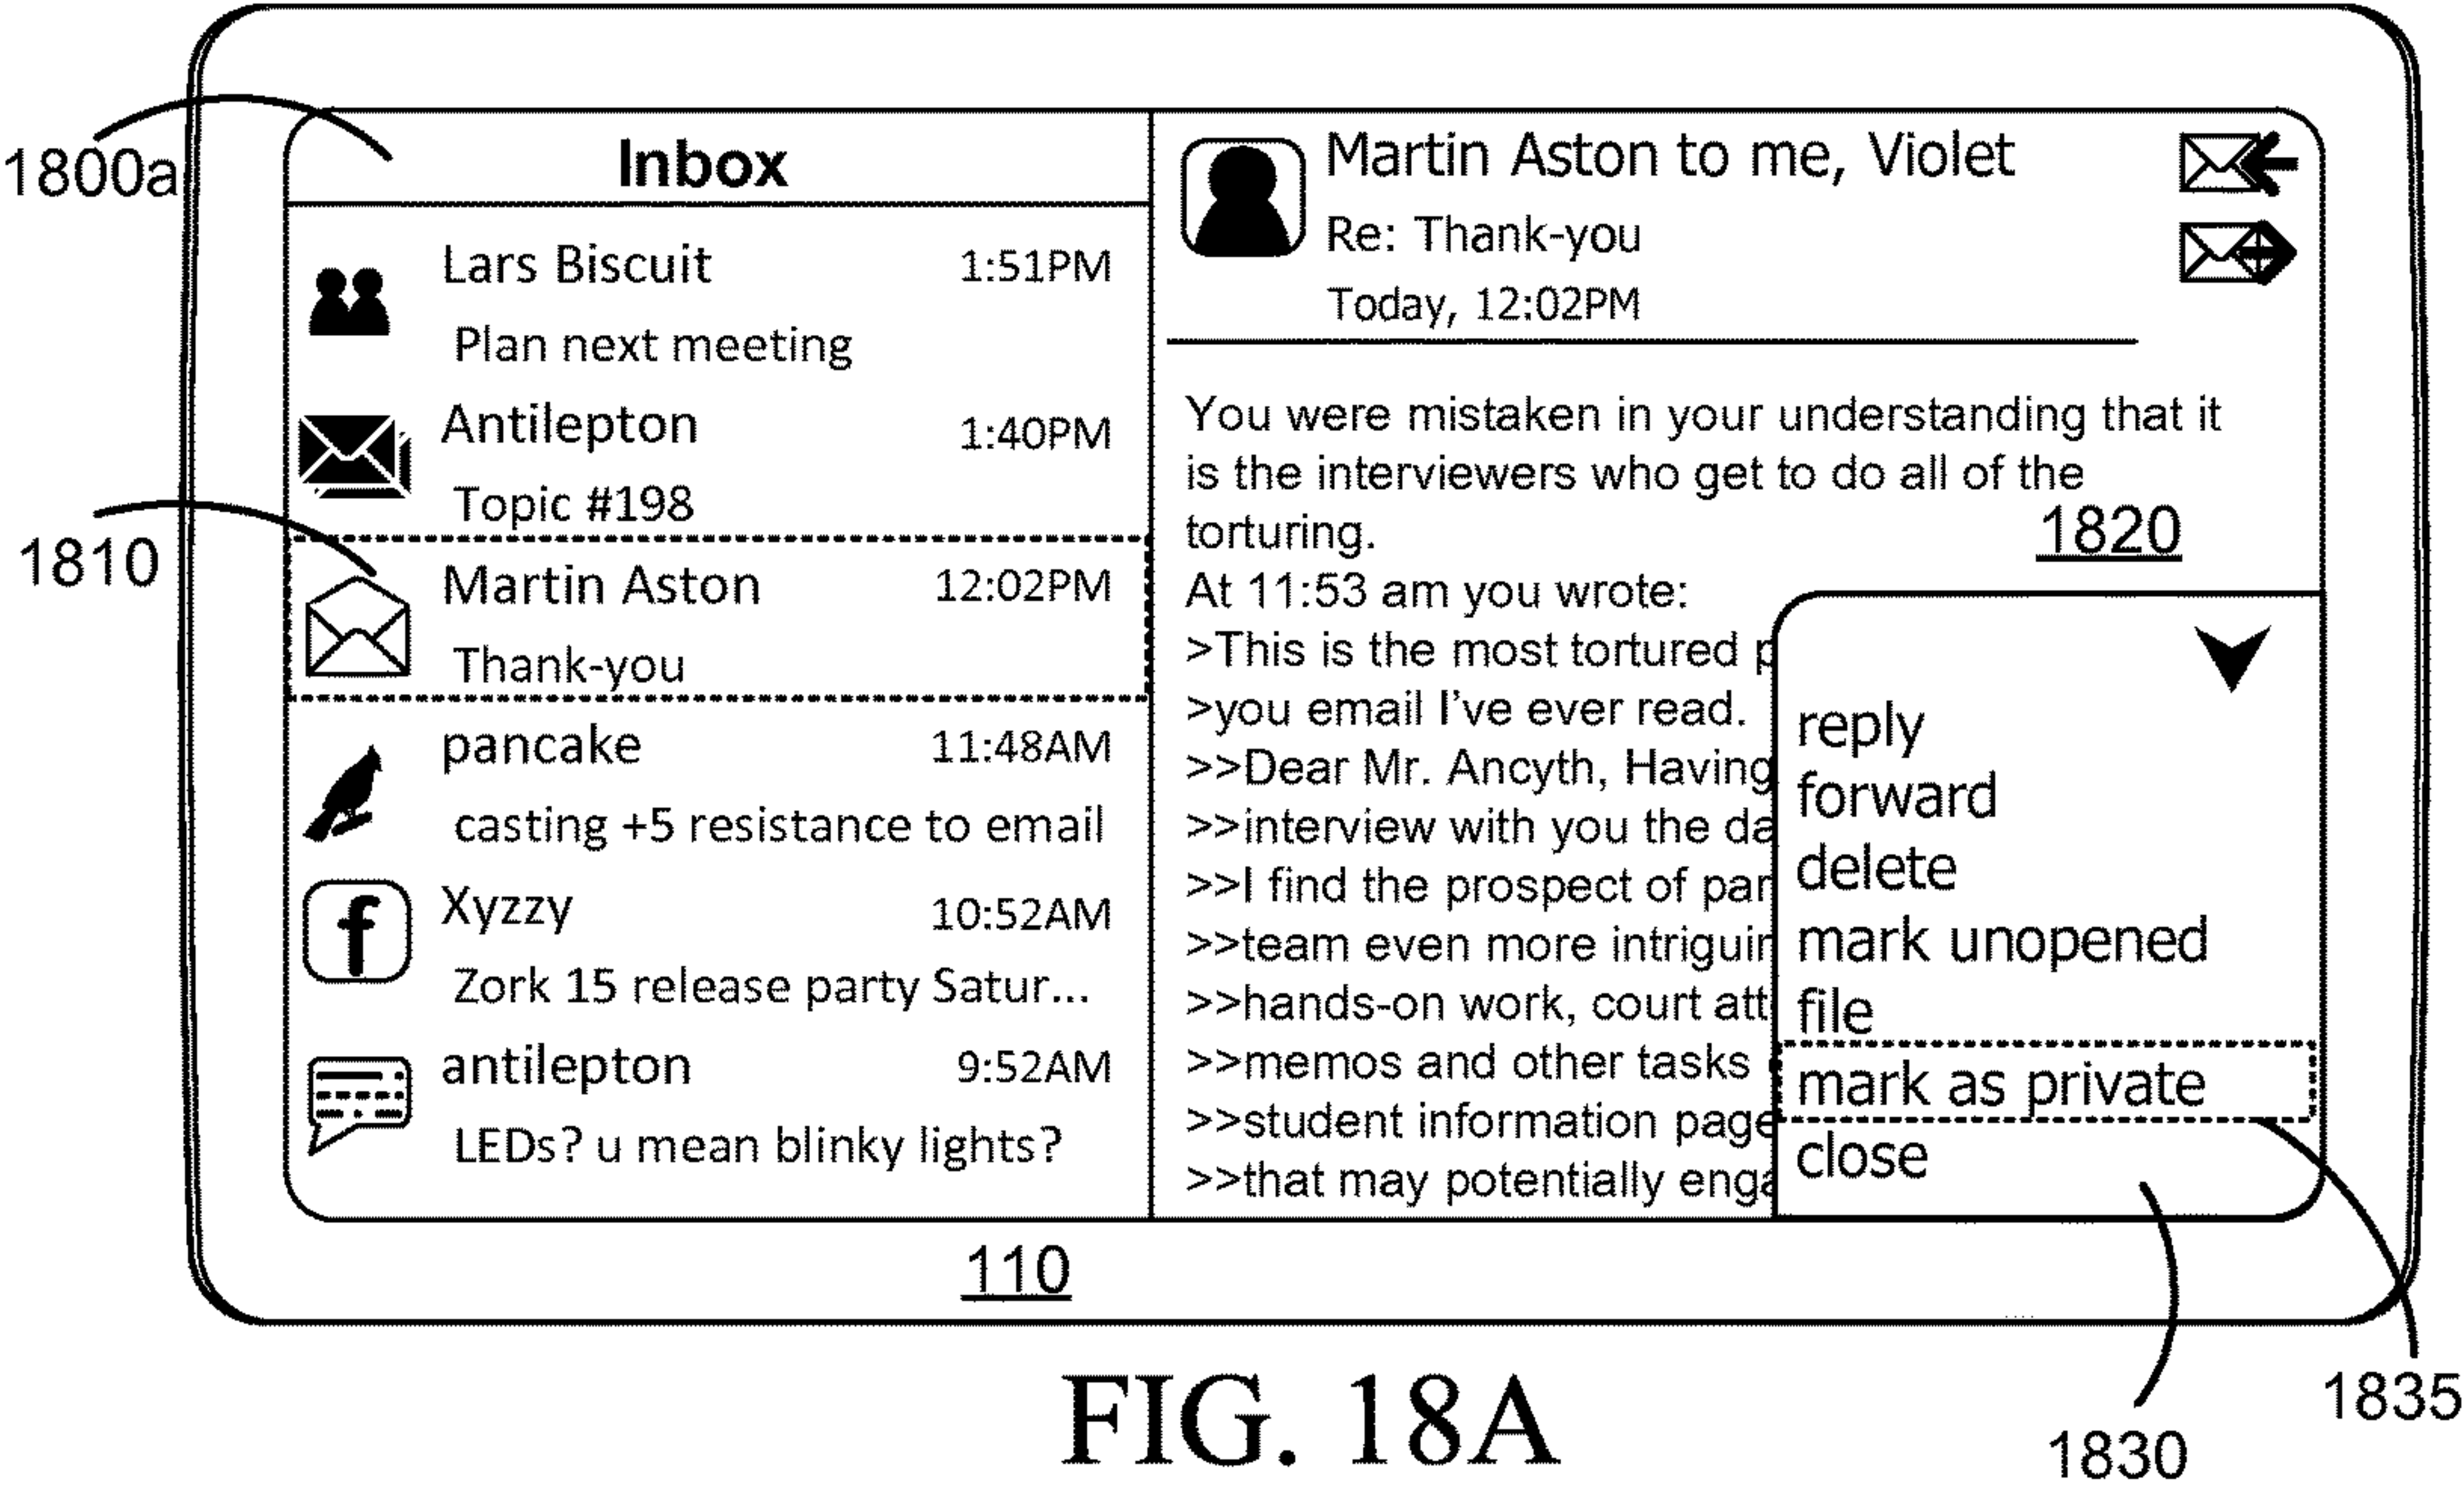 1800a
Inbox
Lars Biscuit 1:51PM
Plan next meeting
Antilepton 1:40PM
Topic #198
1810
Martin Aston 12:02PM
Thank-you
pancake 11:48AM
casting +5 resistance to email
f
Xyzzy 10:52AM
Zork 15 release party Satur...
antilepton 9:52AM
LEDs? u mean blinky lights?
Martin Aston to me, Violet
Re: Thank-you
Today, 12:02PM
You were mistaken in your understanding that it
is the interviewers who get to do all of the
torturing.
1820
At 11:53 am you wrote:
>This is the most tortured p
>you email I've ever read.
>>Dear Mr. Ancyth, Having
>>interview with you the da
>>I find the prospect of par
>>team even more intriguin
>>hands-on work, court att
>>memos and other tasks
>>student information page
>>that may potentially enga
reply
forward
delete
mark unopened
file
mark as private
close
110
1835
1830
FIG. 18A